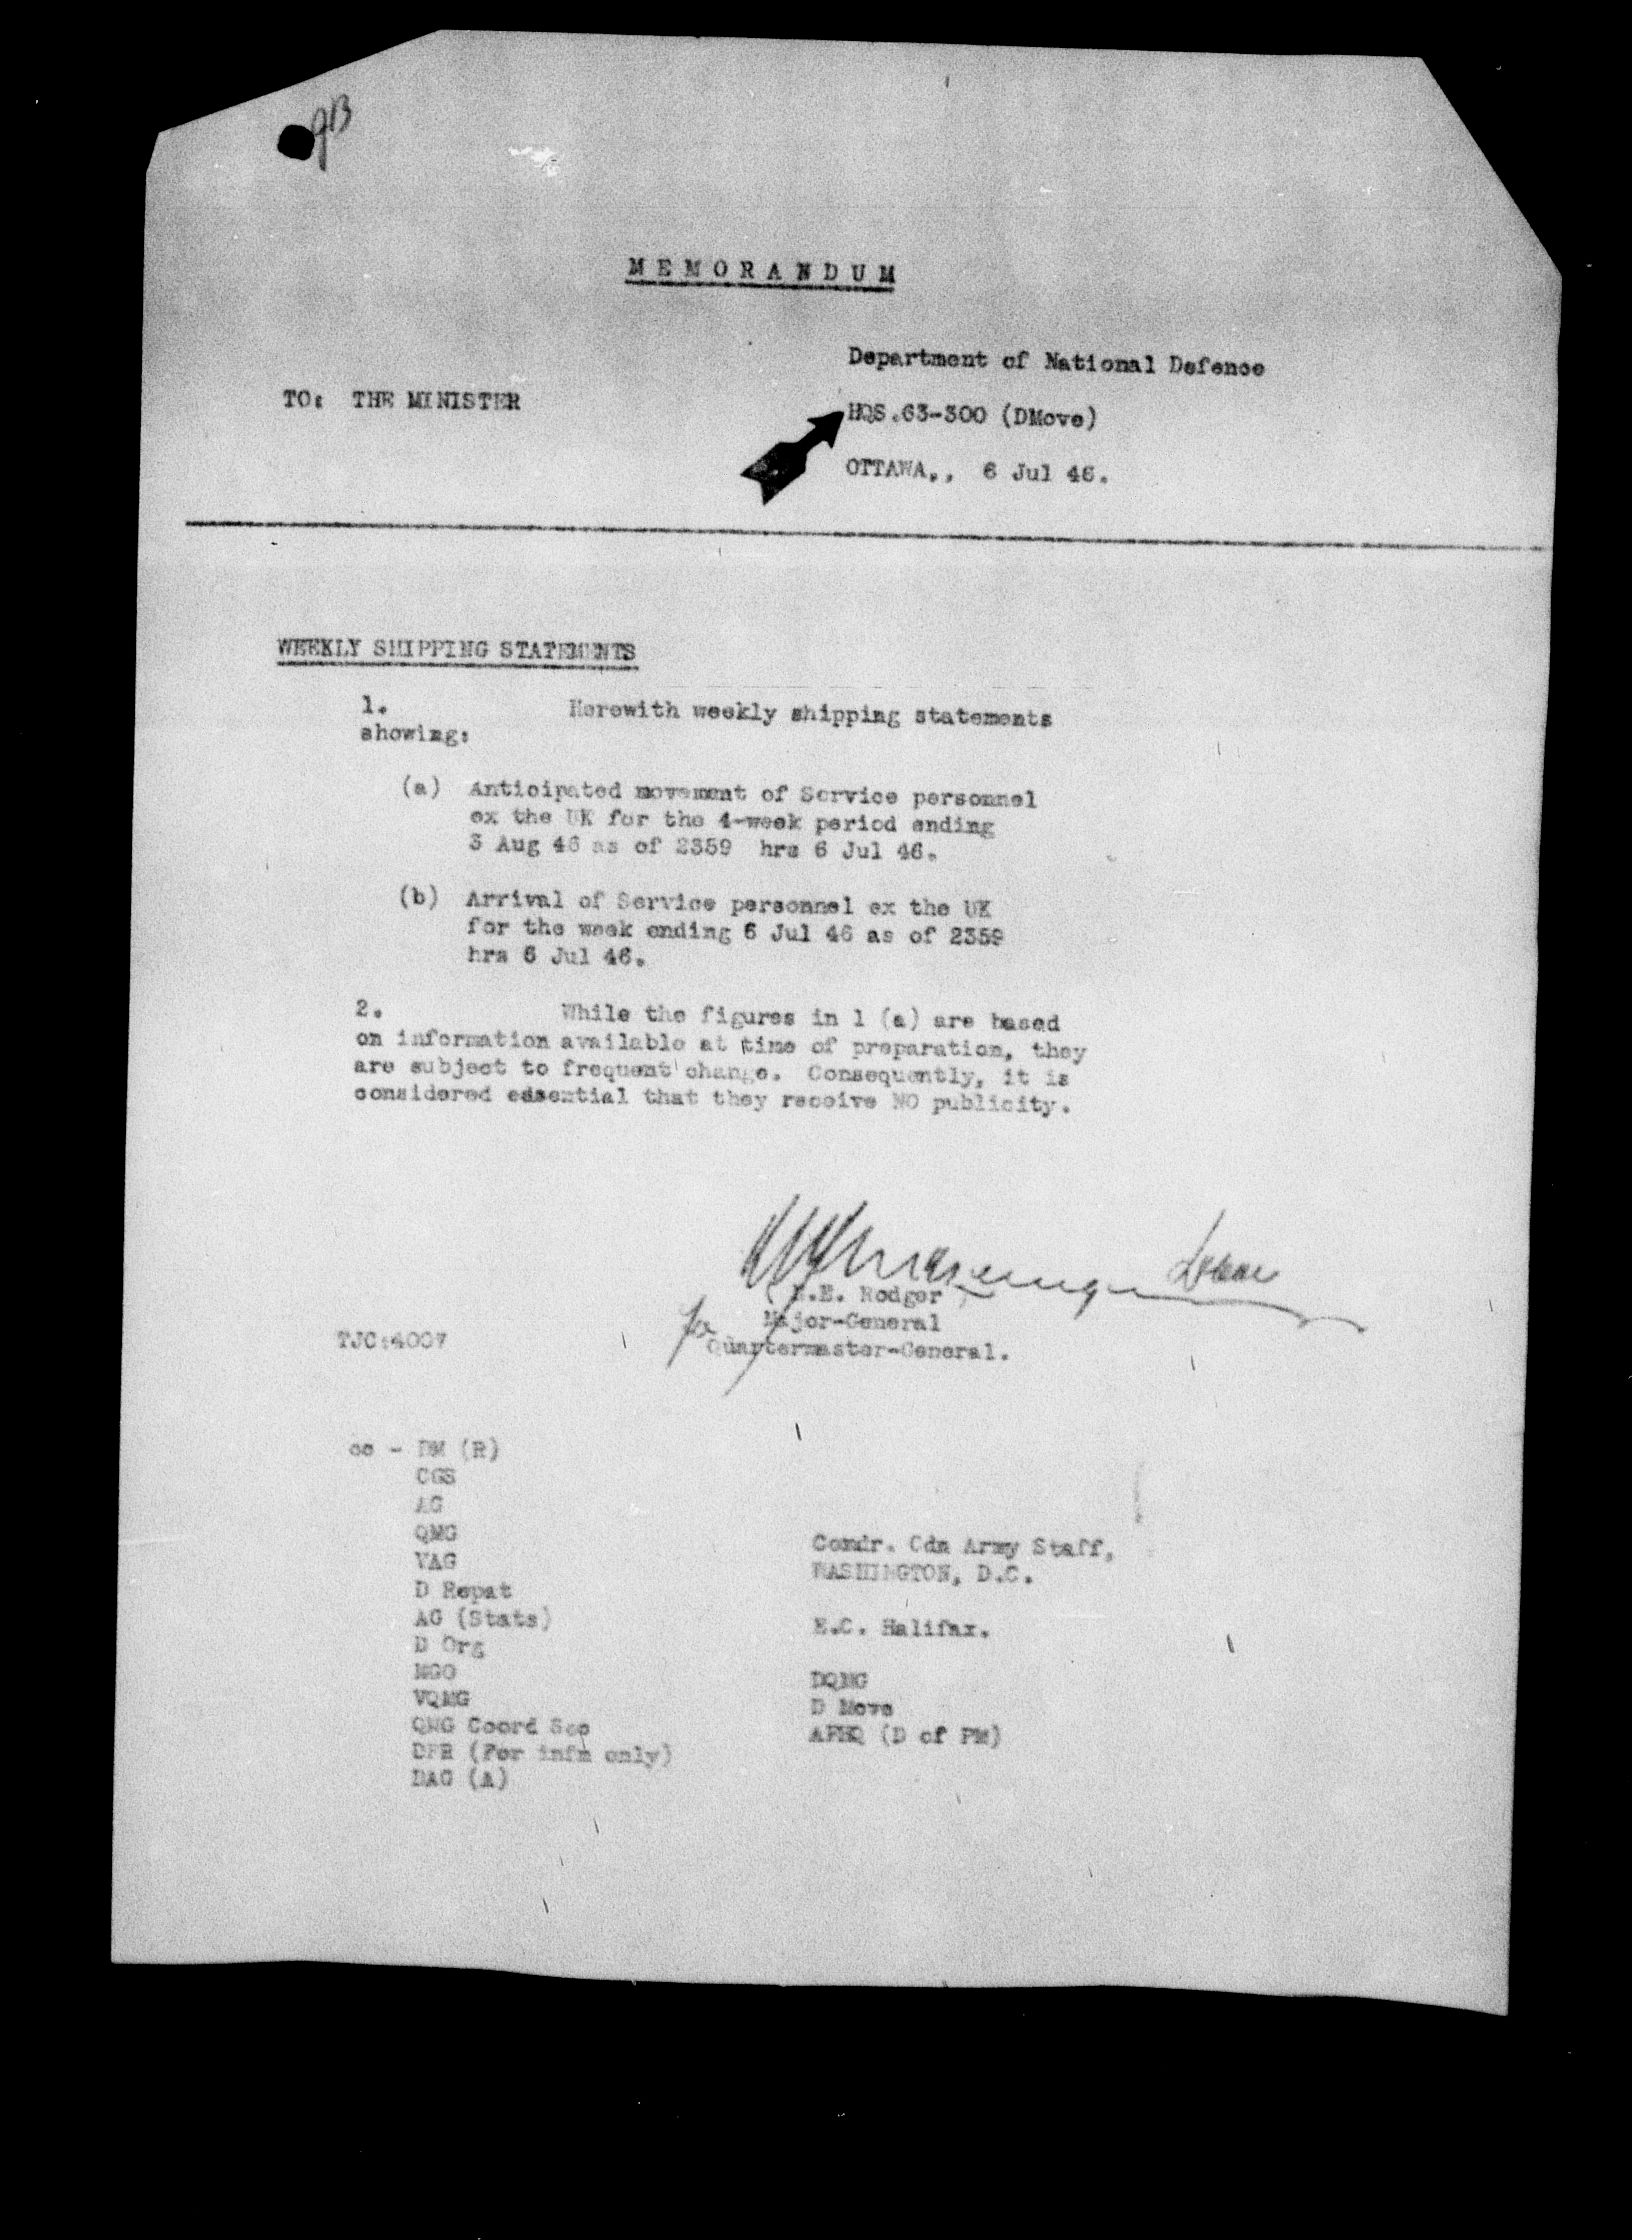 MEMORANDUM
Department of National Defence
TO: THE MINISTER
HQS.63-300 (DMove)
OTTAWA,, 6 Jul 46.
WEEKLY SHIPPING STATEMENTS
1. Herewith weekly shipping statements
showing:
(a) Anticipated movement of Service personnel
ex the UK for the 4-week period ending
3 Aug 46 as of 2359 hrs 6 Jul 46.
(b) Arrival of Service personnel ex the UK
for the week ending 6 Jul 46 as of 2359
hrs 6 Jul 46.
2. While the figures in 1 (a) are based
on information available at time of preparation, they
are subject to frequent change. Consequently, it is
considered essential that they receive NO publicity.
.E. Rodger
Major-General
for Quartermaster-General.
TJC:4007
cc - DM (R)
CGS
AG
QMG
VAG
D Repat
AG (Stats)
D Org
MGO
VQMG
QMG Coord Sec
DPR (For infm only)
DAG (A)
Comdr. Cdn Army Staff,
WASHINGTON, D.C.
E.C. Halifax.
DQMG
D Move
AFHQ (D of PM)